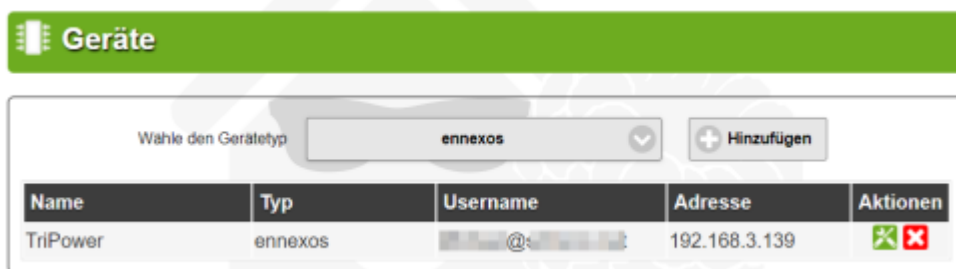 Geräte
Wähle den Gerätetyp ennexos Hinzufügen
Name Typ Username Adresse Aktionen
TriPower ennexos 192.168.3.139